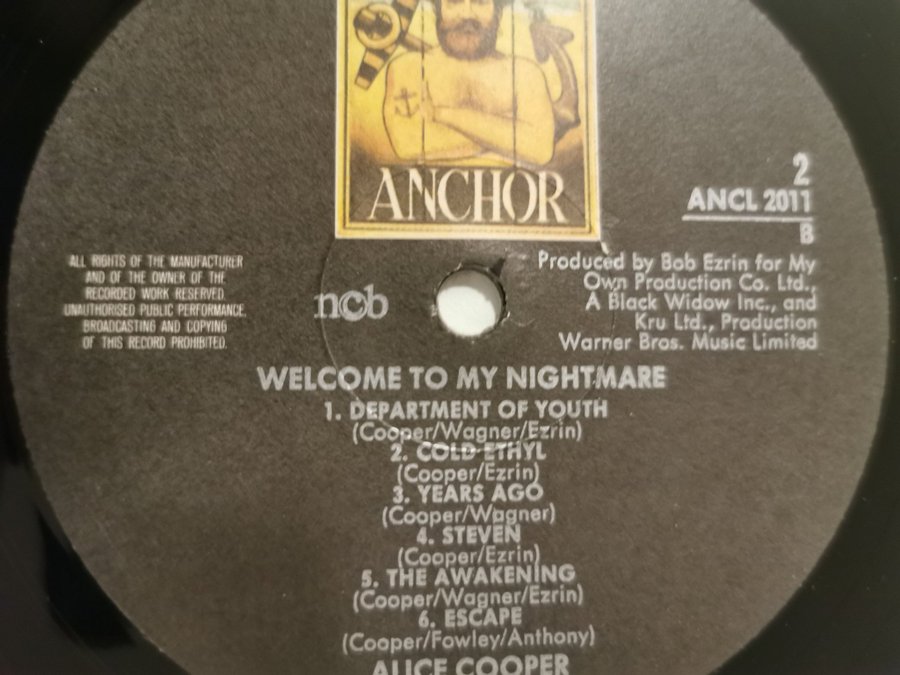 ANCHOR
2
ANCL 2011
B
ALL RIGHTS OF THE MANUFACTURER
AND OF THE OWNER OF THE
RECORDED WORK RESERVED
UNAUTHORISED PUBLIC PERFORMANCE,
BROADCASTING AND COPYING
OF THIS RECORD PROHIBITED.
ncb
Produced by Bob Ezrin for My
Own Production Co. Ltd.,
A Black Widow Inc., and
Kru Ltd., Production
Warner Bros. Music Limited
WELCOME TO MY NIGHTMARE
1. DEPARTMENT OF YOUTH
(Cooper/Wagner/Ezrin)
2. COLD ETHYL
(Cooper/Ezrin)
3. YEARS AGO
(Cooper/Wagner)
4. STEVEN
(Cooper/Ezrin)
5. THE AWAKENING
(Cooper/Wagner/Ezrin)
6. ESCAPE
(Cooper/Fowley/Anthony)
ALICE COOPER